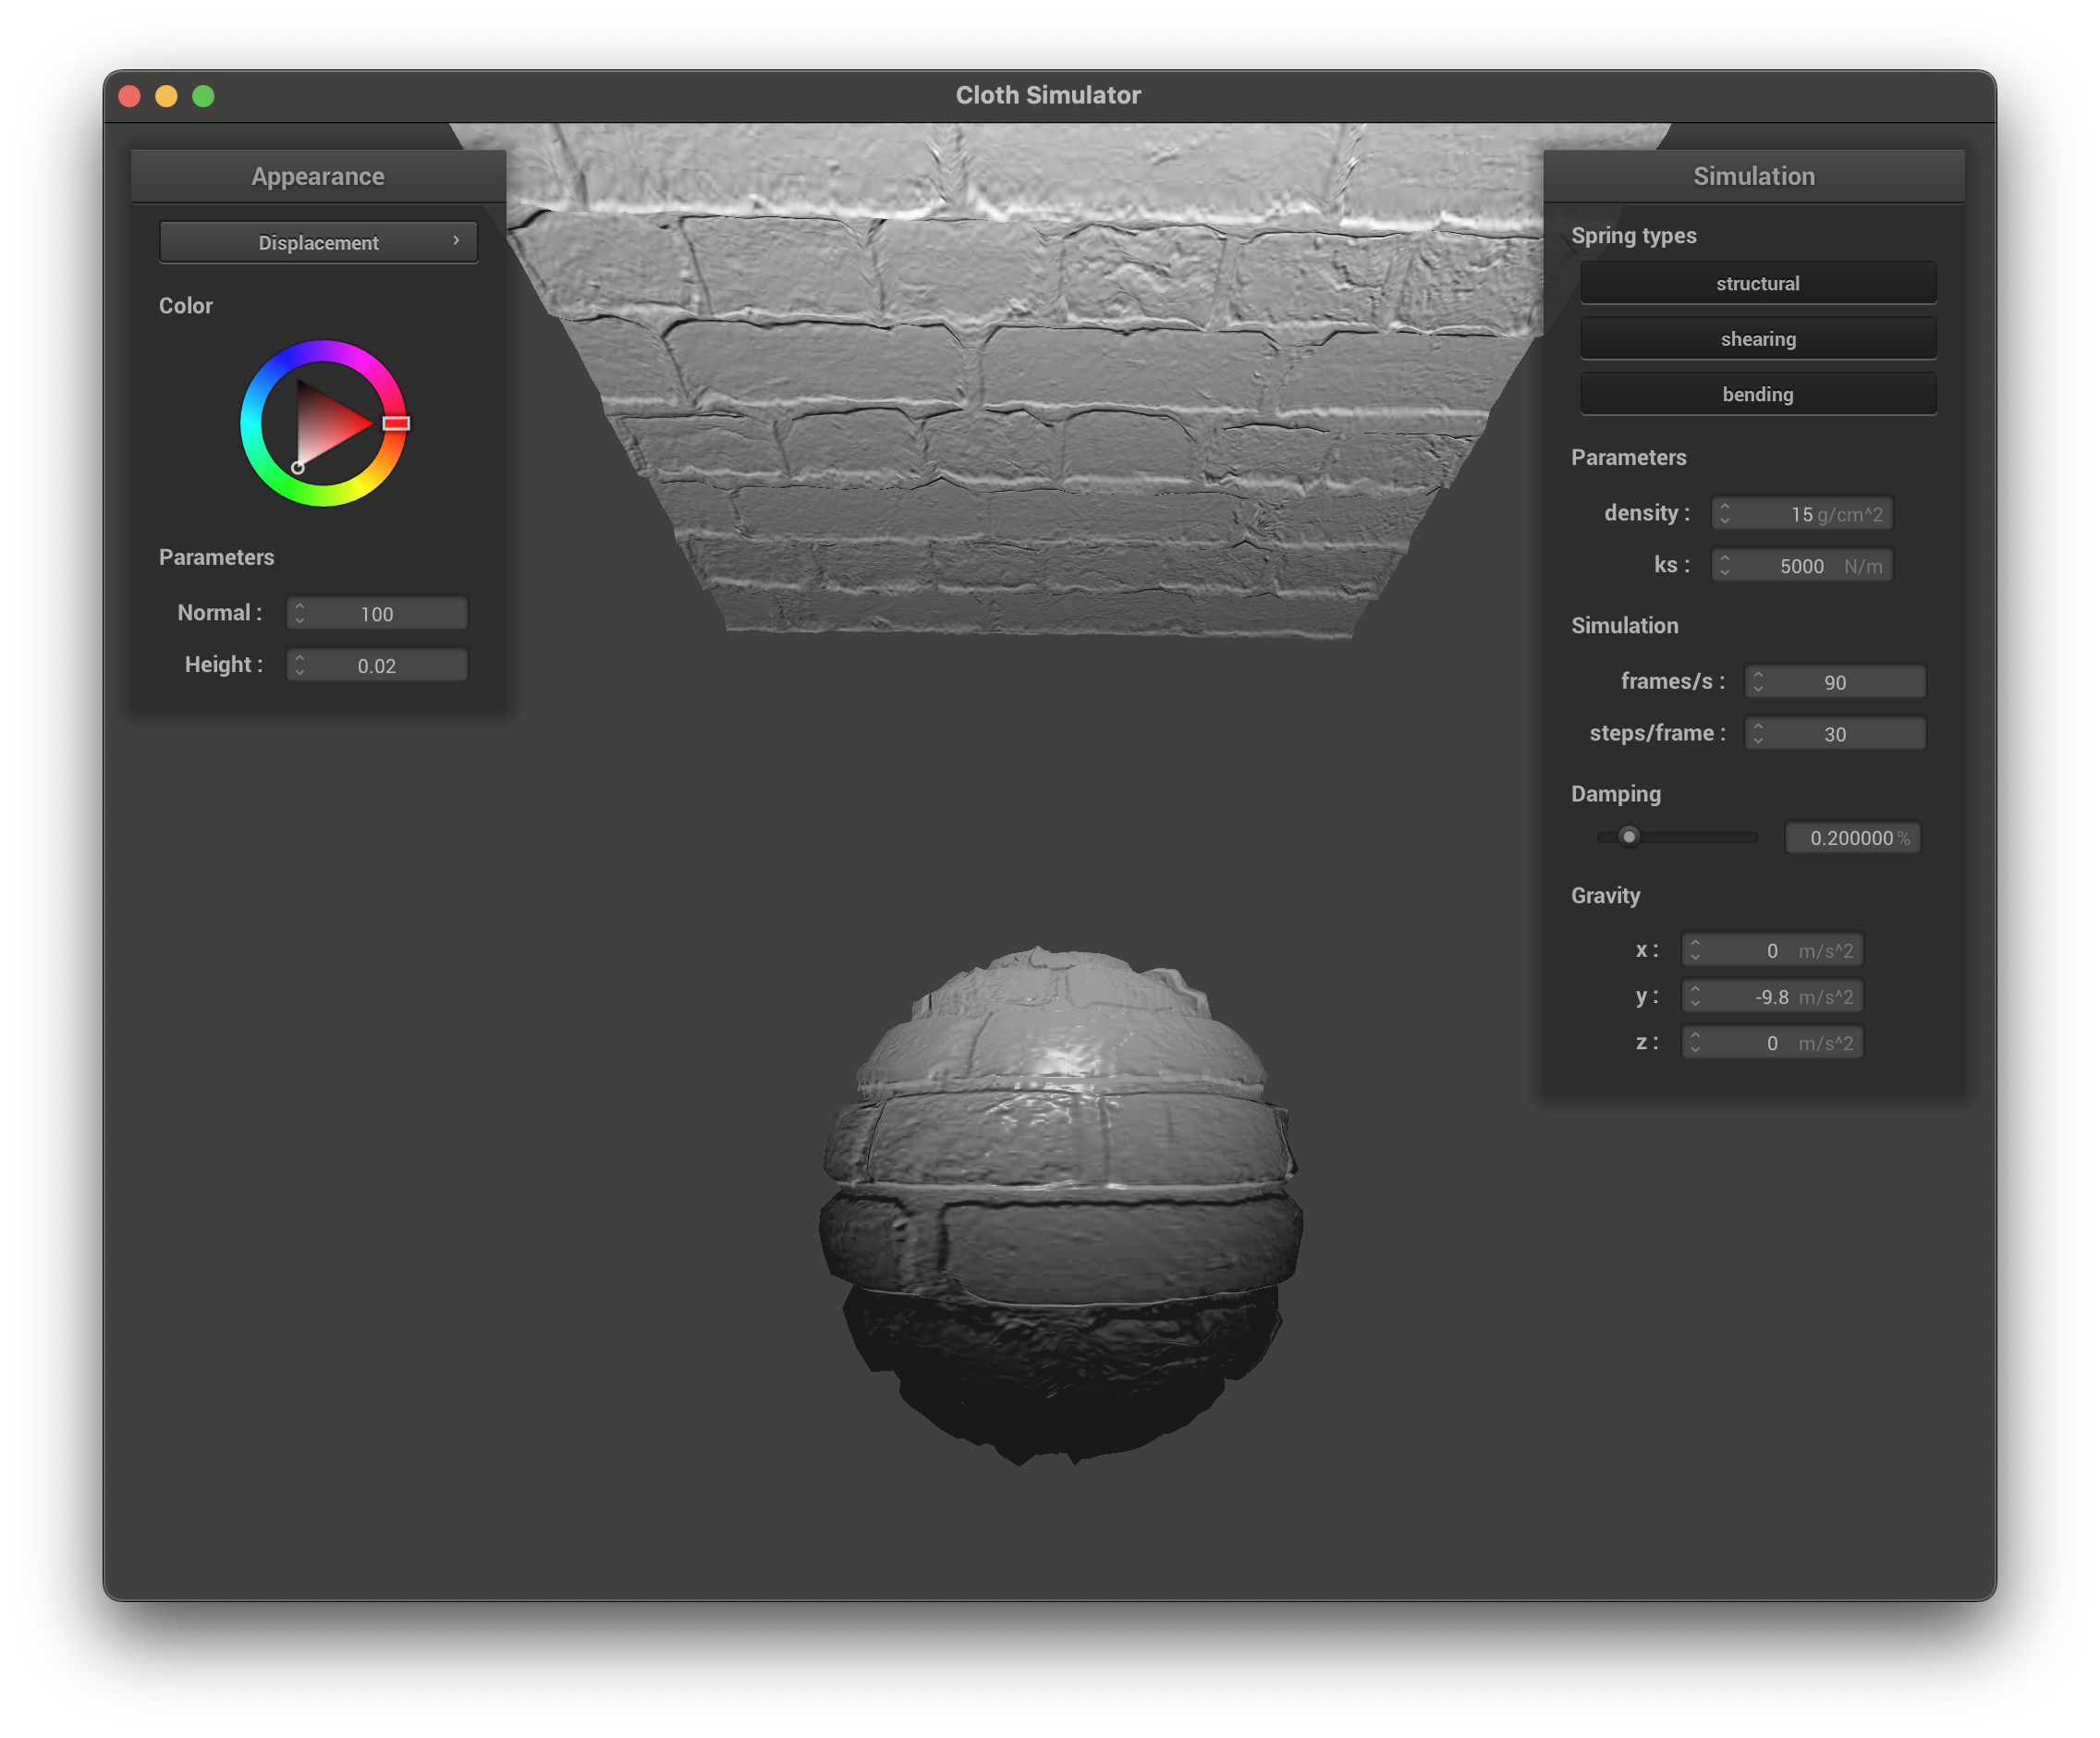 Cloth Simulator
Appearance
Displacement
Color
Parameters
Normal : 100
Height : 0.02
Simulation
Spring types
structural
shearing
bending
Parameters
density : 15 g/cm^2
ks : 5000 N/m
Simulation
frames/s : 90
steps/frame : 30
Damping
0.200000 %
Gravity
x : 0 m/s^2
y : -9.8 m/s^2
z : 0 m/s^2